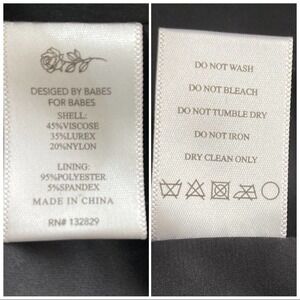 DESIGED BY BABES
FOR BABES
SHELL:
45%VISCOSE
35%LUREX
20%NYLON
LINING:
95%POLYESTER
5%SPANDEX
MADE IN CHINA
RN# 132829
DO NOT WASH
DO NOT BLEACH
DO NOT TUMBLE DRY
DO NOT IRON
DRY CLEAN ONLY